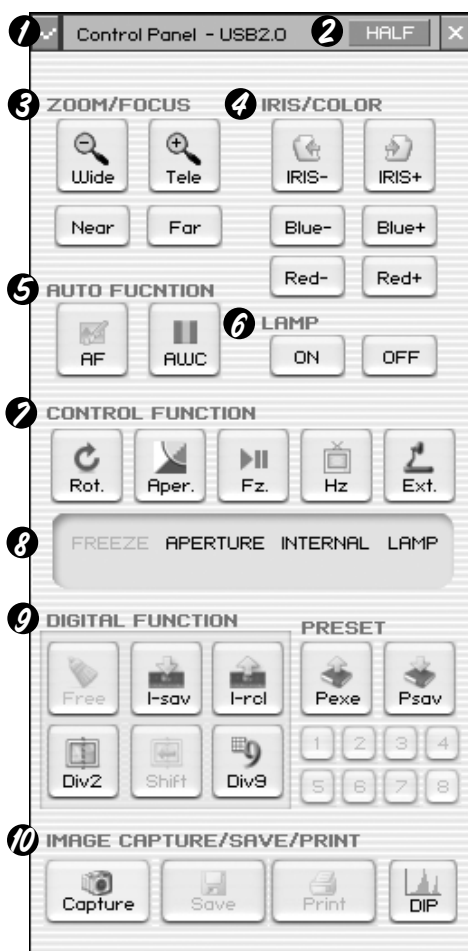 1 Control Panel - USB2.0 2 HALF ×
3 ZOOM/FOCUS 4 IRIS/COLOR
Wide Tele IRIS- IRIS+
Near Far Blue- Blue+
Red- Red+
5 AUTO FUCNTION
6 LAMP
AF AWC ON OFF
7 CONTROL FUNCTION
Rot. Aper. Fz. Hz Ext.
8 FREEZE APERTURE INTERNAL LAMP
9 DIGITAL FUNCTION PRESET
Free I-sav I-rcl Pexe Psav
1 2 3 4
Div2 Shift Div9 5 6 7 8
10 IMAGE CAPTURE/SAVE/PRINT
Capture Save Print DIP